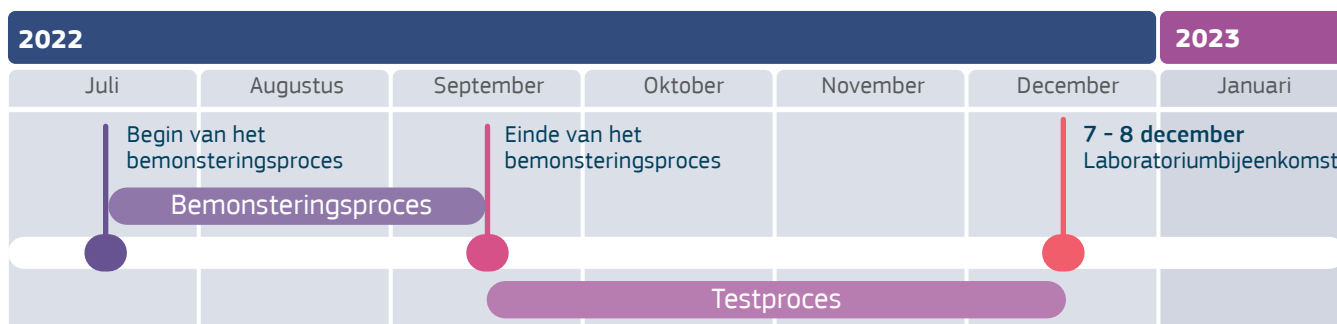 2022
2023
Juli
Augustus
September
Oktober
November
December
Januari
Begin van het
bemonsteringsproces
Einde van het
bemonsteringsproces
7 - 8 december
Laboratoriumbijeenkomst
Bemonsteringsproces
Testproces